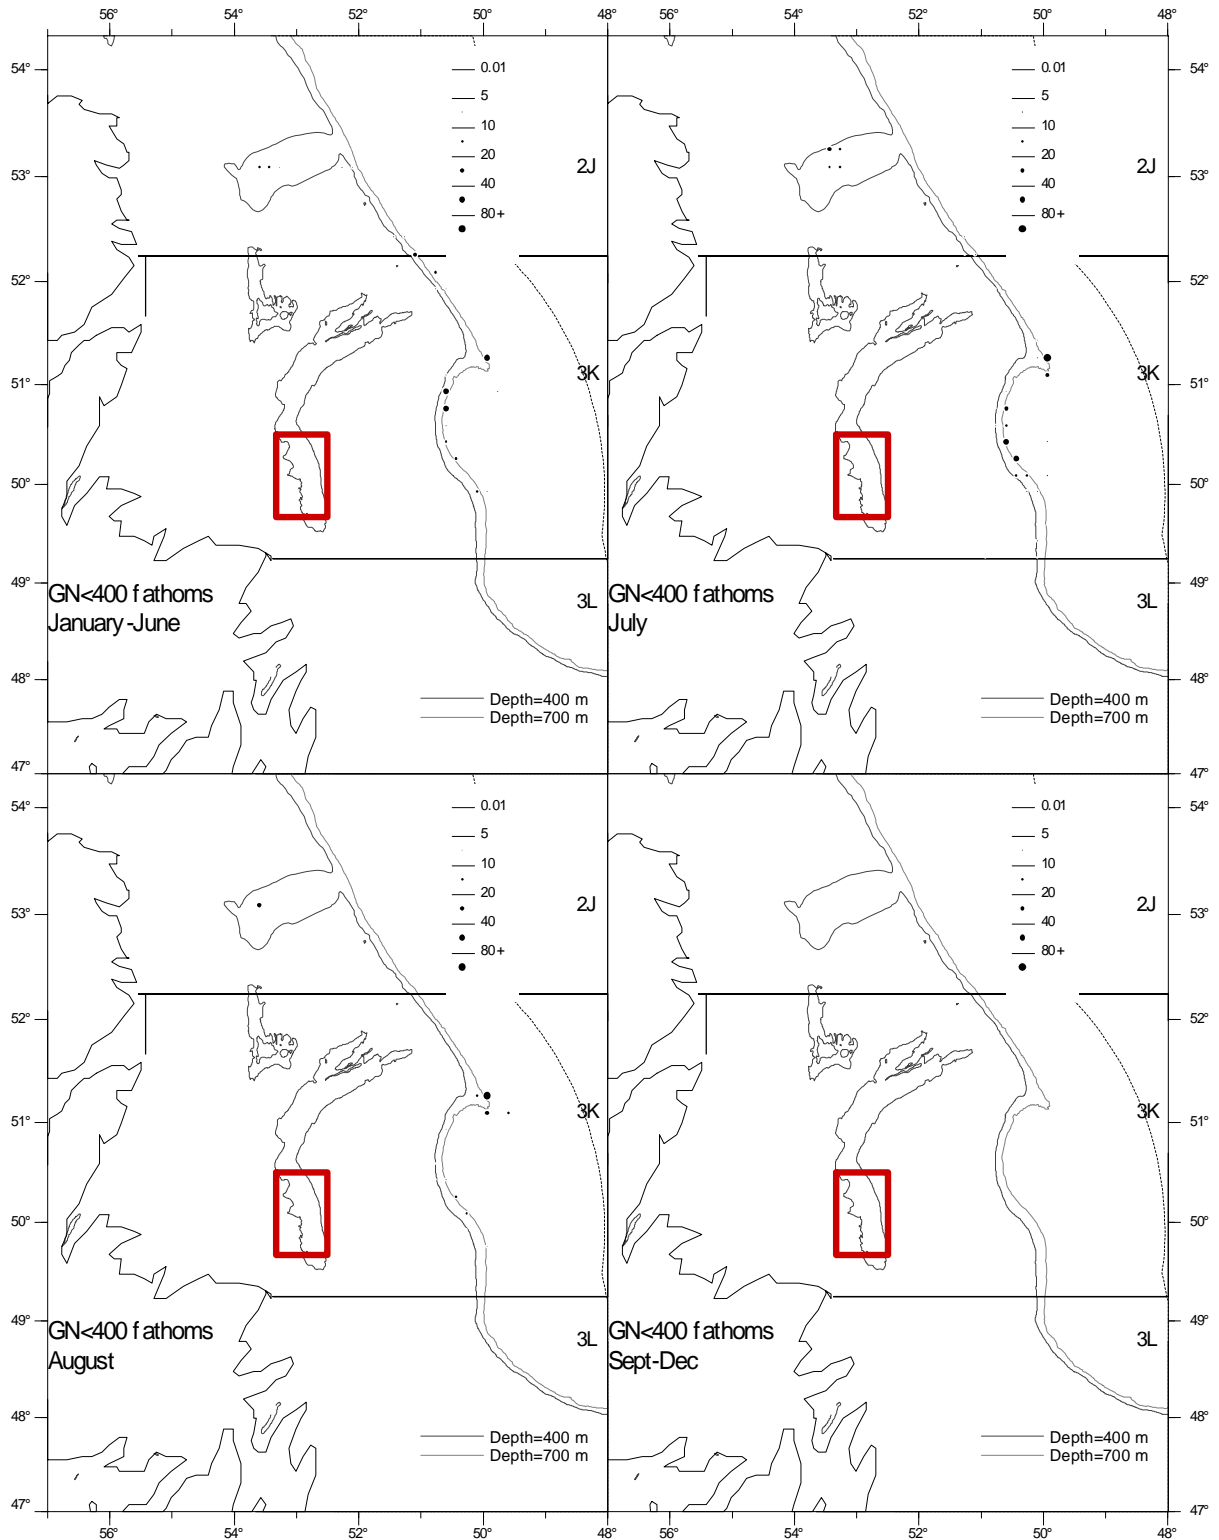 56° 54° 52° 50° 48° 56° 54° 52° 50° 48°
54° 0.01 0.01 54°
5 5
10 10
53° 20 2J 20 2J 53°
40 40
80+ 80+
52° 52°
51° 3K 3K 51°
50° 50°
49° 49°
GN<400 fathoms 3L GN<400 fathoms 3L
January-June July
48° 48°
Depth=400 m Depth=400 m
Depth=700 m Depth=700 m
47° 47°
54° 0.01 0.01 54°
5 5
10 10
20 20
53° 2J 2J 53°
40 40
80+ 80+
52° 52°
51° 3K 3K 51°
50° 50°
49° 49°
GN<400 fathoms 3L GN<400 fathoms 3L
August Sept-Dec
48° 48°
Depth=400 m Depth=400 m
Depth=700 m Depth=700 m
47° 47°
56° 54° 52° 50° 48° 56° 54° 52° 50° 48°